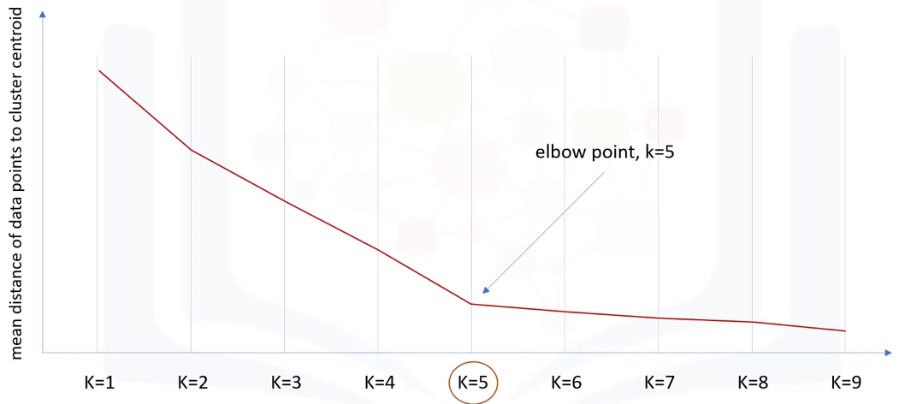 mean distance of data points to cluster centroid
elbow point, k=5
K=1 K=2 K=3 K=4 K=5 K=6 K=7 K=8 K=9